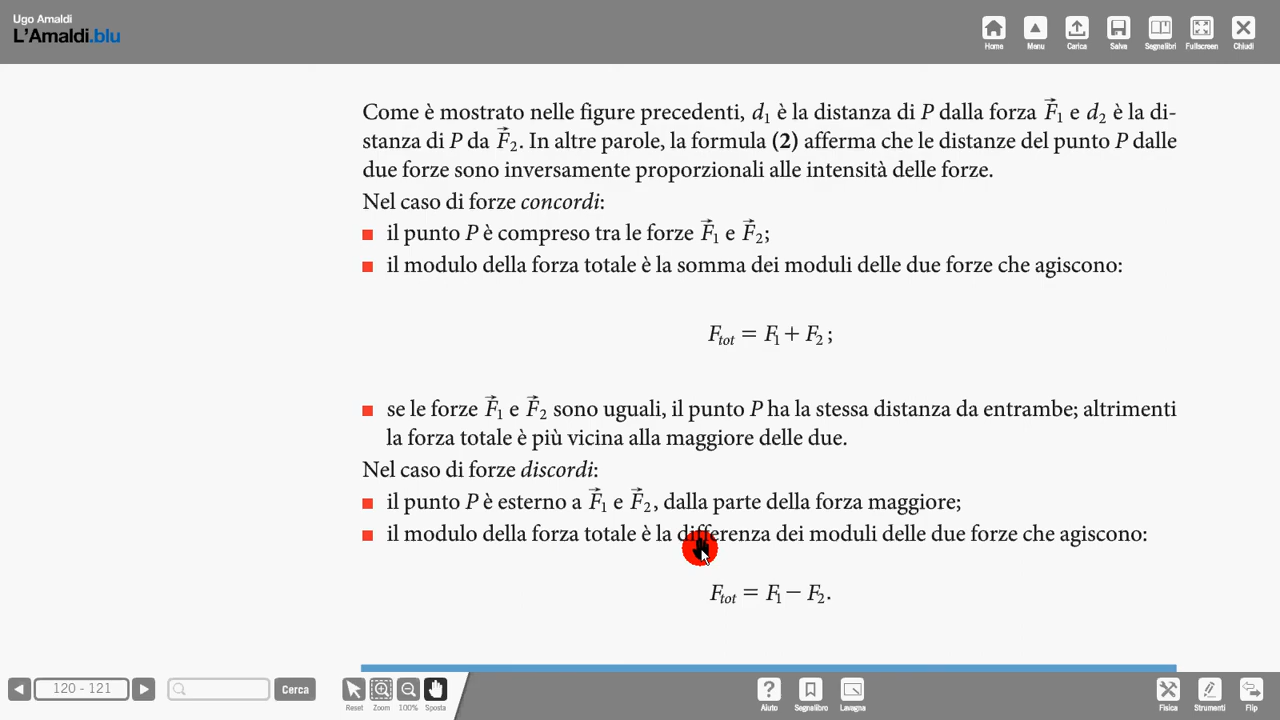 Ugo Amaldi
L'Amaldi.blu
Home Menu Carica Salva Segnalibri Fullscreen Chiudi
Come è mostrato nelle figure precedenti, d₁ è la distanza di P dalla forza F⃗₁ e d₂ è la di-
stanza di P da F⃗₂. In altre parole, la formula (2) afferma che le distanze del punto P dalle
due forze sono inversamente proporzionali alle intensità delle forze.
Nel caso di forze concordi:
il punto P è compreso tra le forze F⃗₁ e F⃗₂;
il modulo della forza totale è la somma dei moduli delle due forze che agiscono:
Fₜₒₜ = F₁ + F₂ ;
se le forze F⃗₁ e F⃗₂ sono uguali, il punto P ha la stessa distanza da entrambe; altrimenti
la forza totale è più vicina alla maggiore delle due.
Nel caso di forze discordi:
il punto P è esterno a F⃗₁ e F⃗₂, dalla parte della forza maggiore;
il modulo della forza totale è la differenza dei moduli delle due forze che agiscono:
Fₜₒₜ = F₁ − F₂.
120 - 121 Cerca Reset Zoom 100% Sposta ? Aiuto Segnalibro Lavagna Fisica Strumenti Flip